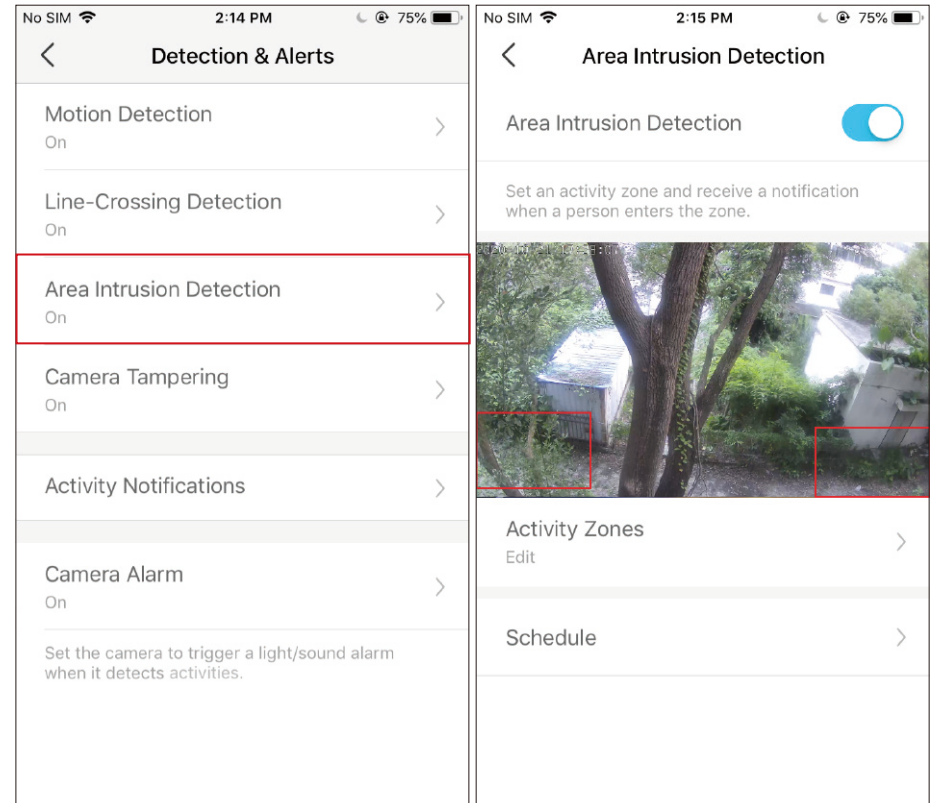 No SIM 2:14 PM 75%
Detection & Alerts
Motion Detection
On
Line-Crossing Detection
On
Area Intrusion Detection
On
Camera Tampering
On
Activity Notifications
Camera Alarm
On
Set the camera to trigger a light/sound alarm
when it detects activities.
No SIM 2:15 PM 75%
Area Intrusion Detection
Area Intrusion Detection
Set an activity zone and receive a notification
when a person enters the zone.
Activity Zones
Edit
Schedule